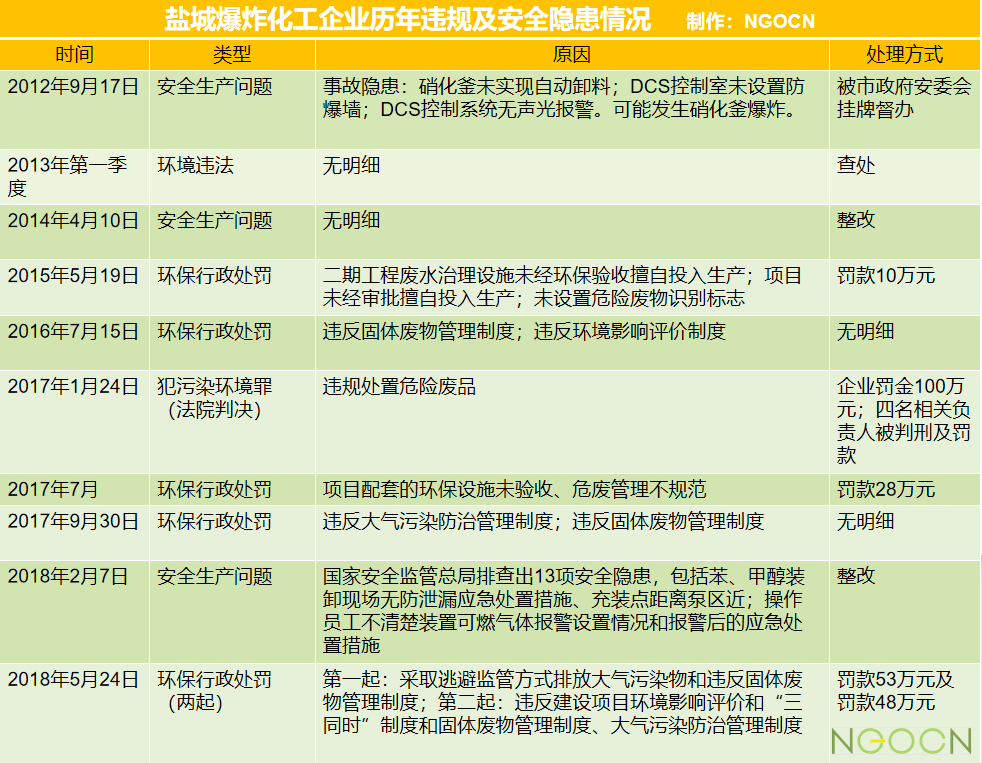 盐城爆炸化工企业历年违规及安全隐患情况 制作：NGOCN
时间 类型 原因 处理方式
2012年9月17日 安全生产问题 事故隐患：硝化釜未实现自动卸料；DCS控制室未设置防 被市政府安委会
爆墙；DCS控制系统无声光报警。可能发生硝化釜爆炸。 挂牌督办
2013年第一季 环境违法 无明细 查处
度
2014年4月10日 安全生产问题 无明细 整改
2015年5月19日 环保行政处罚 二期工程废水治理设施未经环保验收擅自投入生产；项目 罚款10万元
未经审批擅自投入生产；未设置危险废物识别标志
2016年7月15日 环保行政处罚 违反固体废物管理制度；违反环境影响评价制度 无明细
2017年1月24日 犯污染环境罪 违规处置危险废品 企业罚金100万
（法院判决） 元；四名相关负
责人被判刑及罚
款
2017年7月 环保行政处罚 项目配套的环保设施未验收、危废管理不规范 罚款28万元
2017年9月30日 环保行政处罚 违反大气污染防治管理制度；违反固体废物管理制度 无明细
2018年2月7日 安全生产问题 国家安全监管总局排查出13项安全隐患，包括苯、甲醇装 整改
卸现场无防泄漏应急处置措施、充装点距离泵区近；操作
员工不清楚装置可燃气体报警设置情况和报警后的应急处
置措施
2018年5月24日 环保行政处罚 第一起：采取逃避监管方式排放大气污染物和违反固体废 罚款53万元及
（两起） 物管理制度；第二起：违反建设项目环境影响评价和“三 罚款48万元
同时”制度和固体废物管理制度、大气污染防治管理制度
NGOCN